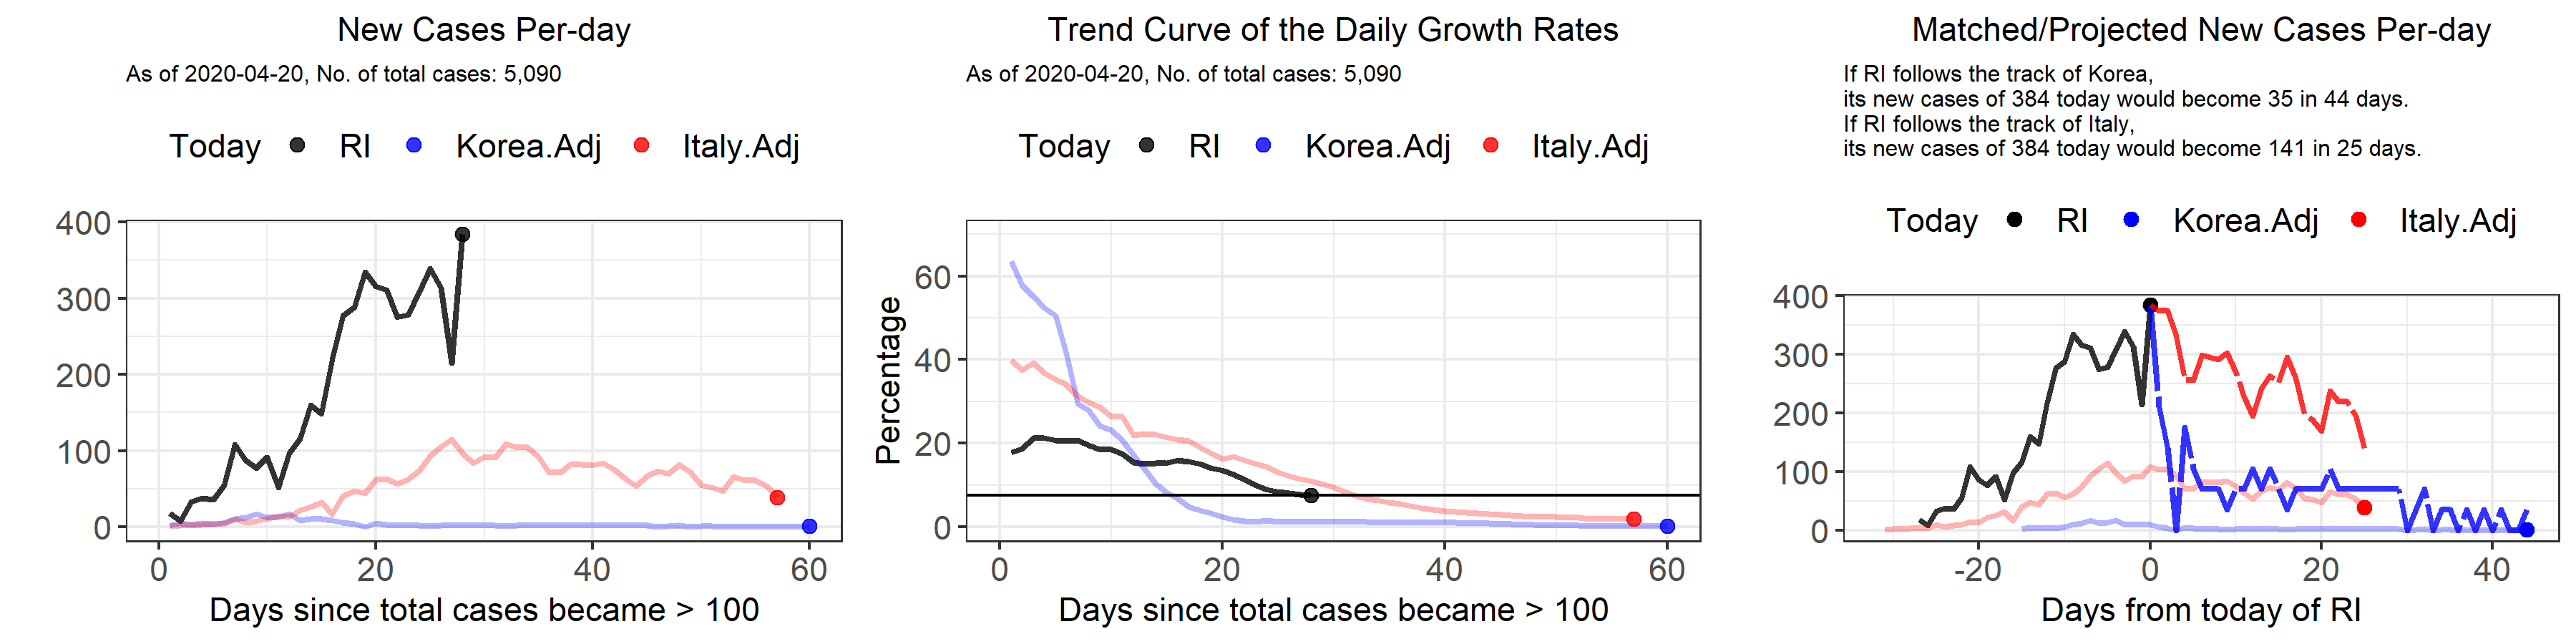 New Cases Per-day
As of 2020-04-20, No. of total cases: 5,090
Today RI Korea.Adj Italy.Adj
400
300
200
100
0
0 20 40 60
Days since total cases became > 100
Trend Curve of the Daily Growth Rates
As of 2020-04-20, No. of total cases: 5,090
Today RI Korea.Adj Italy.Adj
Percentage
60
40
20
0
0 20 40 60
Days since total cases became > 100
Matched/Projected New Cases Per-day
If RI follows the track of Korea,
its new cases of 384 today would become 35 in 44 days.
If RI follows the track of Italy,
its new cases of 384 today would become 141 in 25 days.
Today RI Korea.Adj Italy.Adj
400
300
200
100
0
-20 0 20 40
Days from today of RI